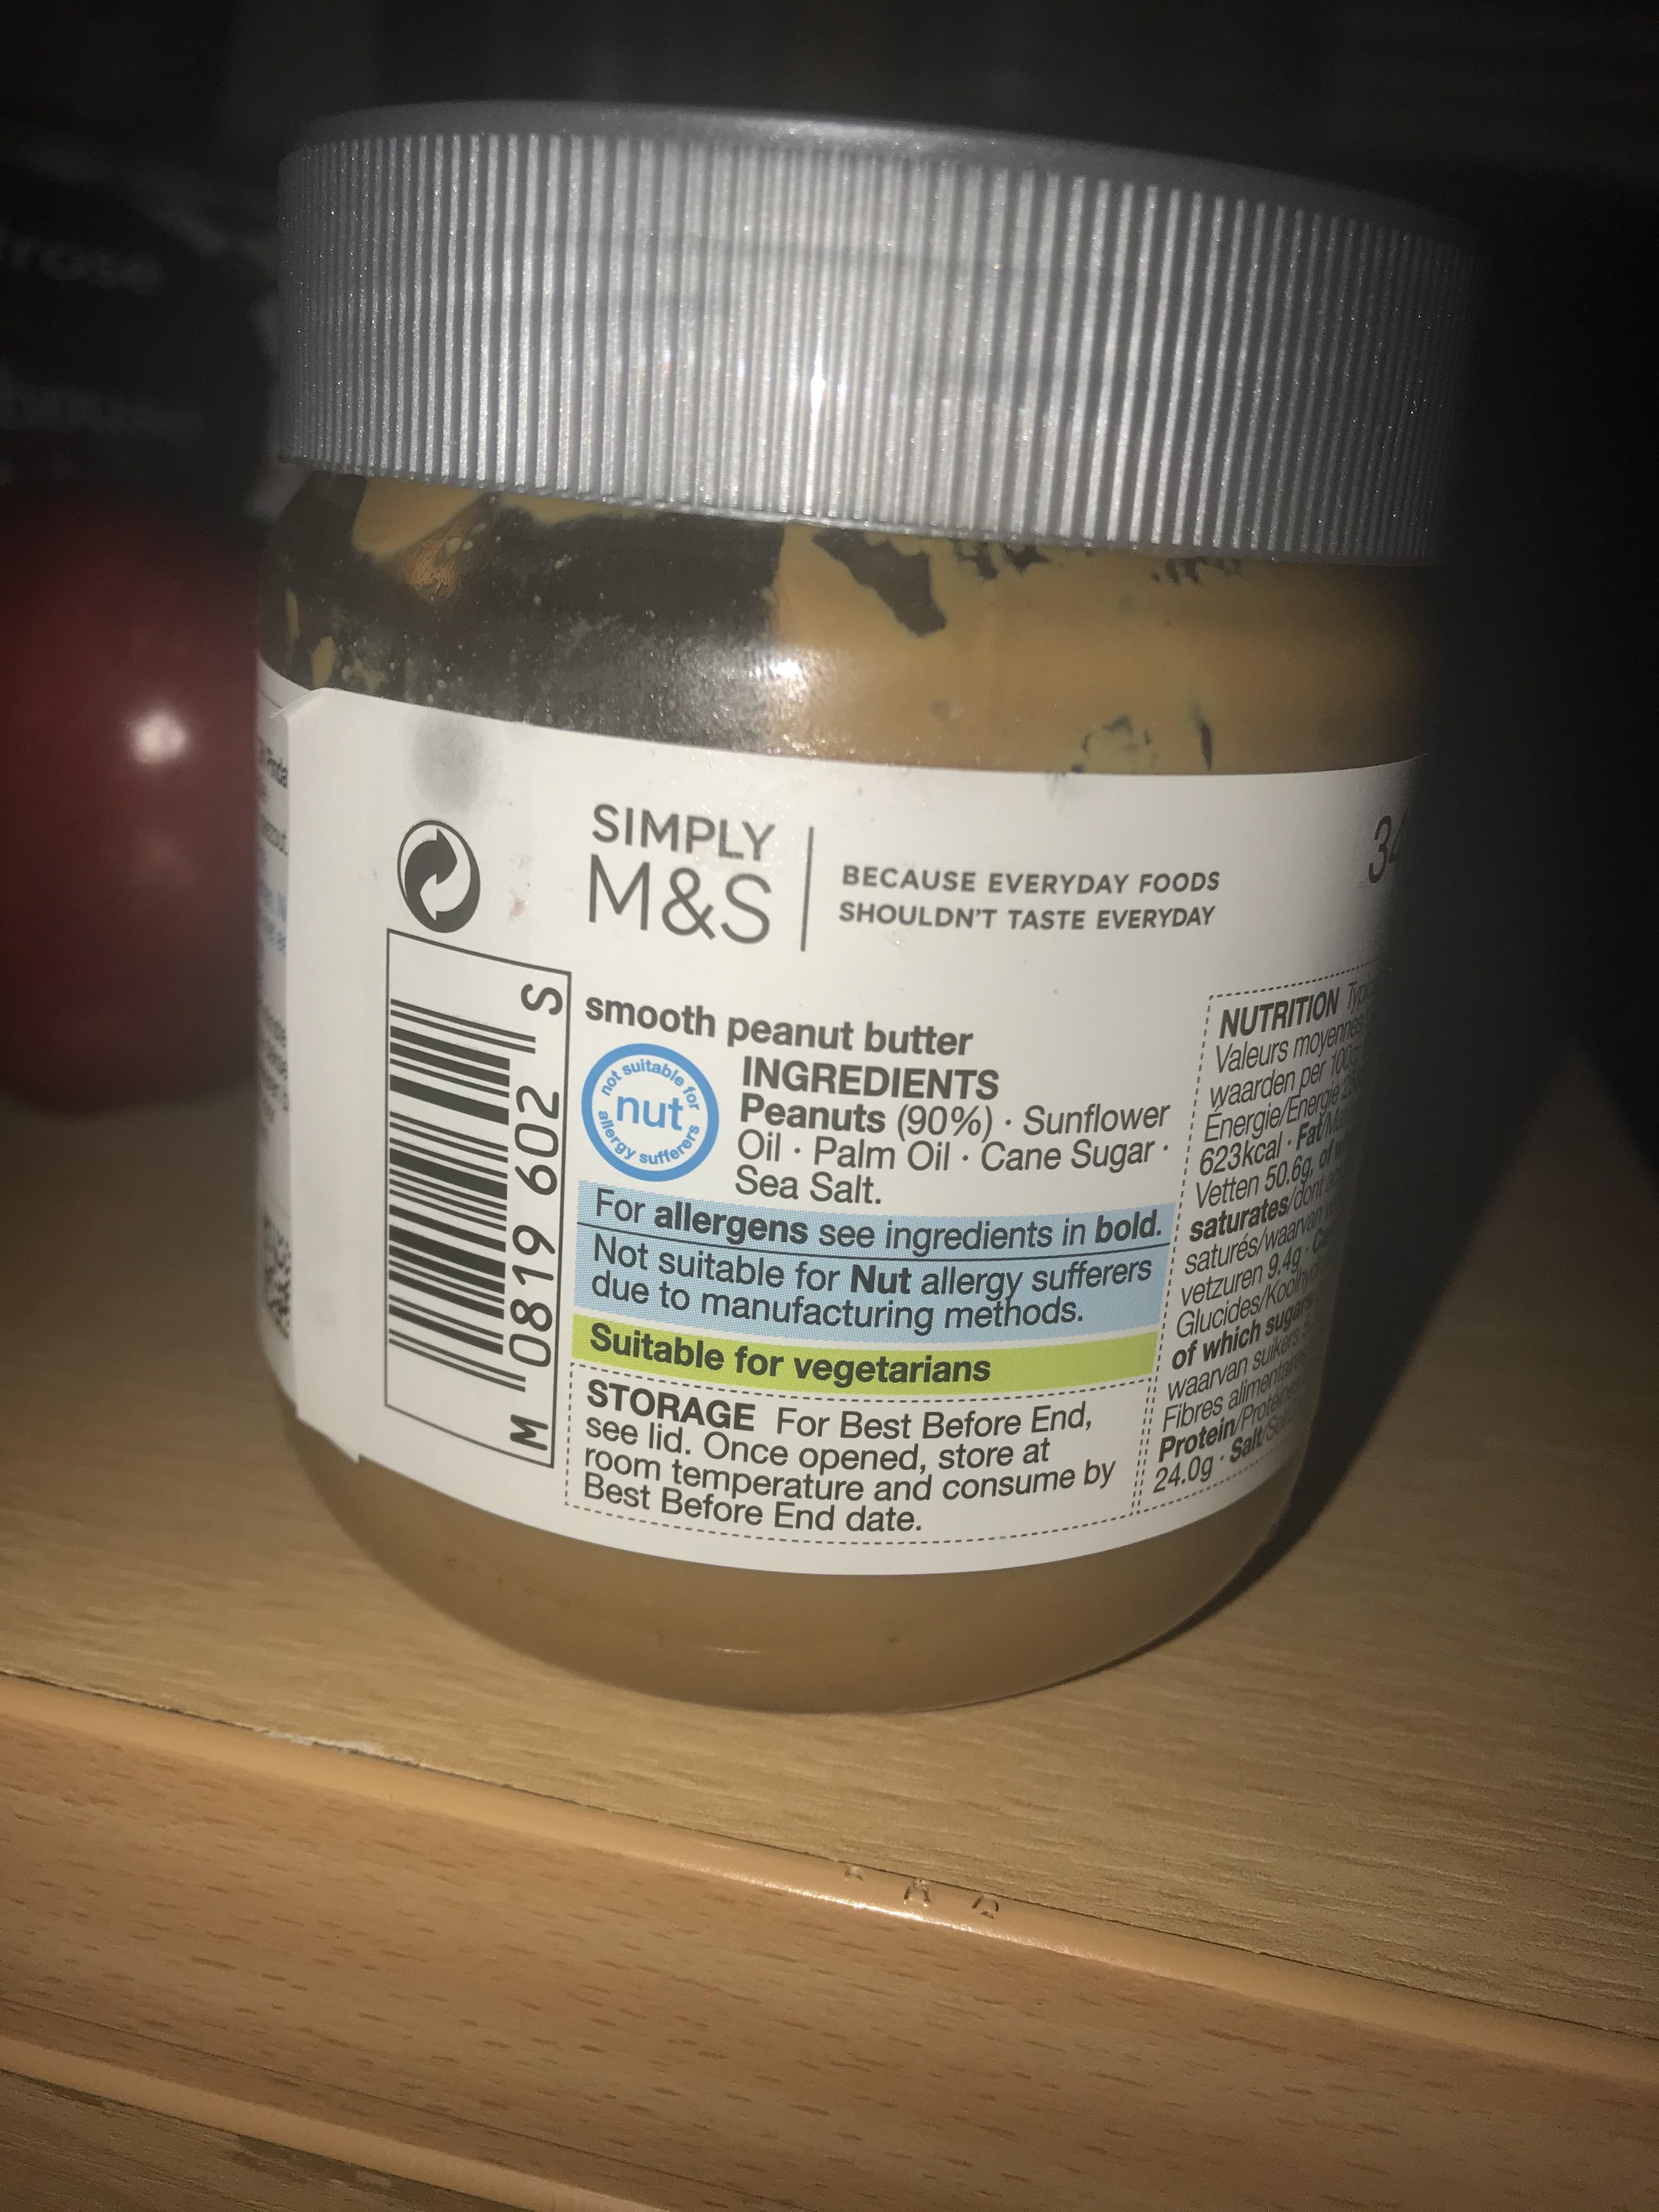 SIMPLY
M&S
BECAUSE EVERYDAY FOODS
SHOULDN'T TASTE EVERYDAY
34
S
0819 602
M
smooth peanut butter
not suitable for
nut
allergy sufferers
INGREDIENTS
Peanuts (90%) · Sunflower
Oil · Palm Oil · Cane Sugar ·
Sea Salt.
For allergens see ingredients in bold.
Not suitable for Nut allergy sufferers
due to manufacturing methods.
Suitable for vegetarians
STORAGE For Best Before End,
see lid. Once opened, store at
room temperature and consume by
Best Before End date.
NUTRITION
Valeurs moyennes
waarden per 100g
Énergie/Energie
623kcal · Fat/
Vetten 50.6g, of
saturates/dont
saturés/waarvan
vetzuren 9.4g ·
Glucides/
of which sugars
waarvan suikers
Fibres alimentaires
Protein/
24.0g · Salt/